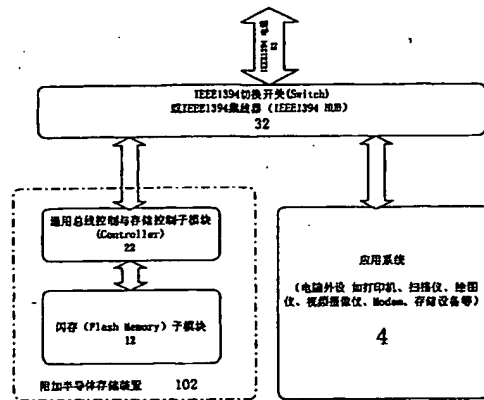 IEEE1394 电缆
IEEE1394切换开关(Switch)
或IEEE1394集线器 (IEEE1394 HUB)
32
通用总线控制与存储控制子模块
(Controller)
22
闪存 (Flash Memory) 子模块
12
附加半导体存储装置 102
应用系统
(电脑外设 如打印机、扫描仪、绘图
仪、视频摄像仪、Modem、存储设备等)
4